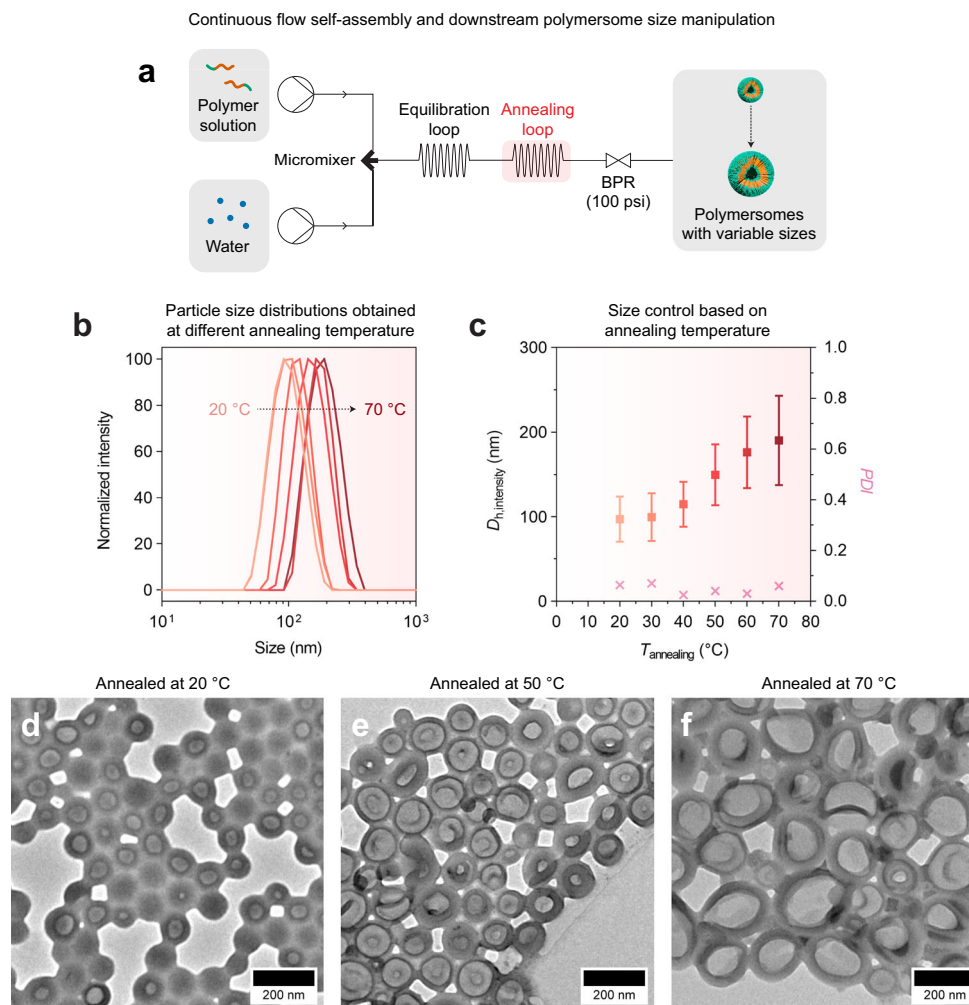 Continuous flow self-assembly and downstream polymersome size manipulation
a
Polymer
solution
Equilibration
loop
Annealing
loop
Micromixer
BPR
(100 psi)
Water
Polymersomes
with variable sizes
b
Particle size distributions obtained
at different annealing temperature
100
80
60
40
20
0
Normalized intensity
20 °C
70 °C
10¹
10²
10³
Size (nm)
c
Size control based on
annealing temperature
300
250
200
150
100
50
0
D_h,intensity (nm)
1.0
0.8
0.6
0.4
0.2
0.0
PDI
0 10 20 30 40 50 60 70 80
T_annealing (°C)
Annealed at 20 °C
d
200 nm
Annealed at 50 °C
e
200 nm
Annealed at 70 °C
f
200 nm